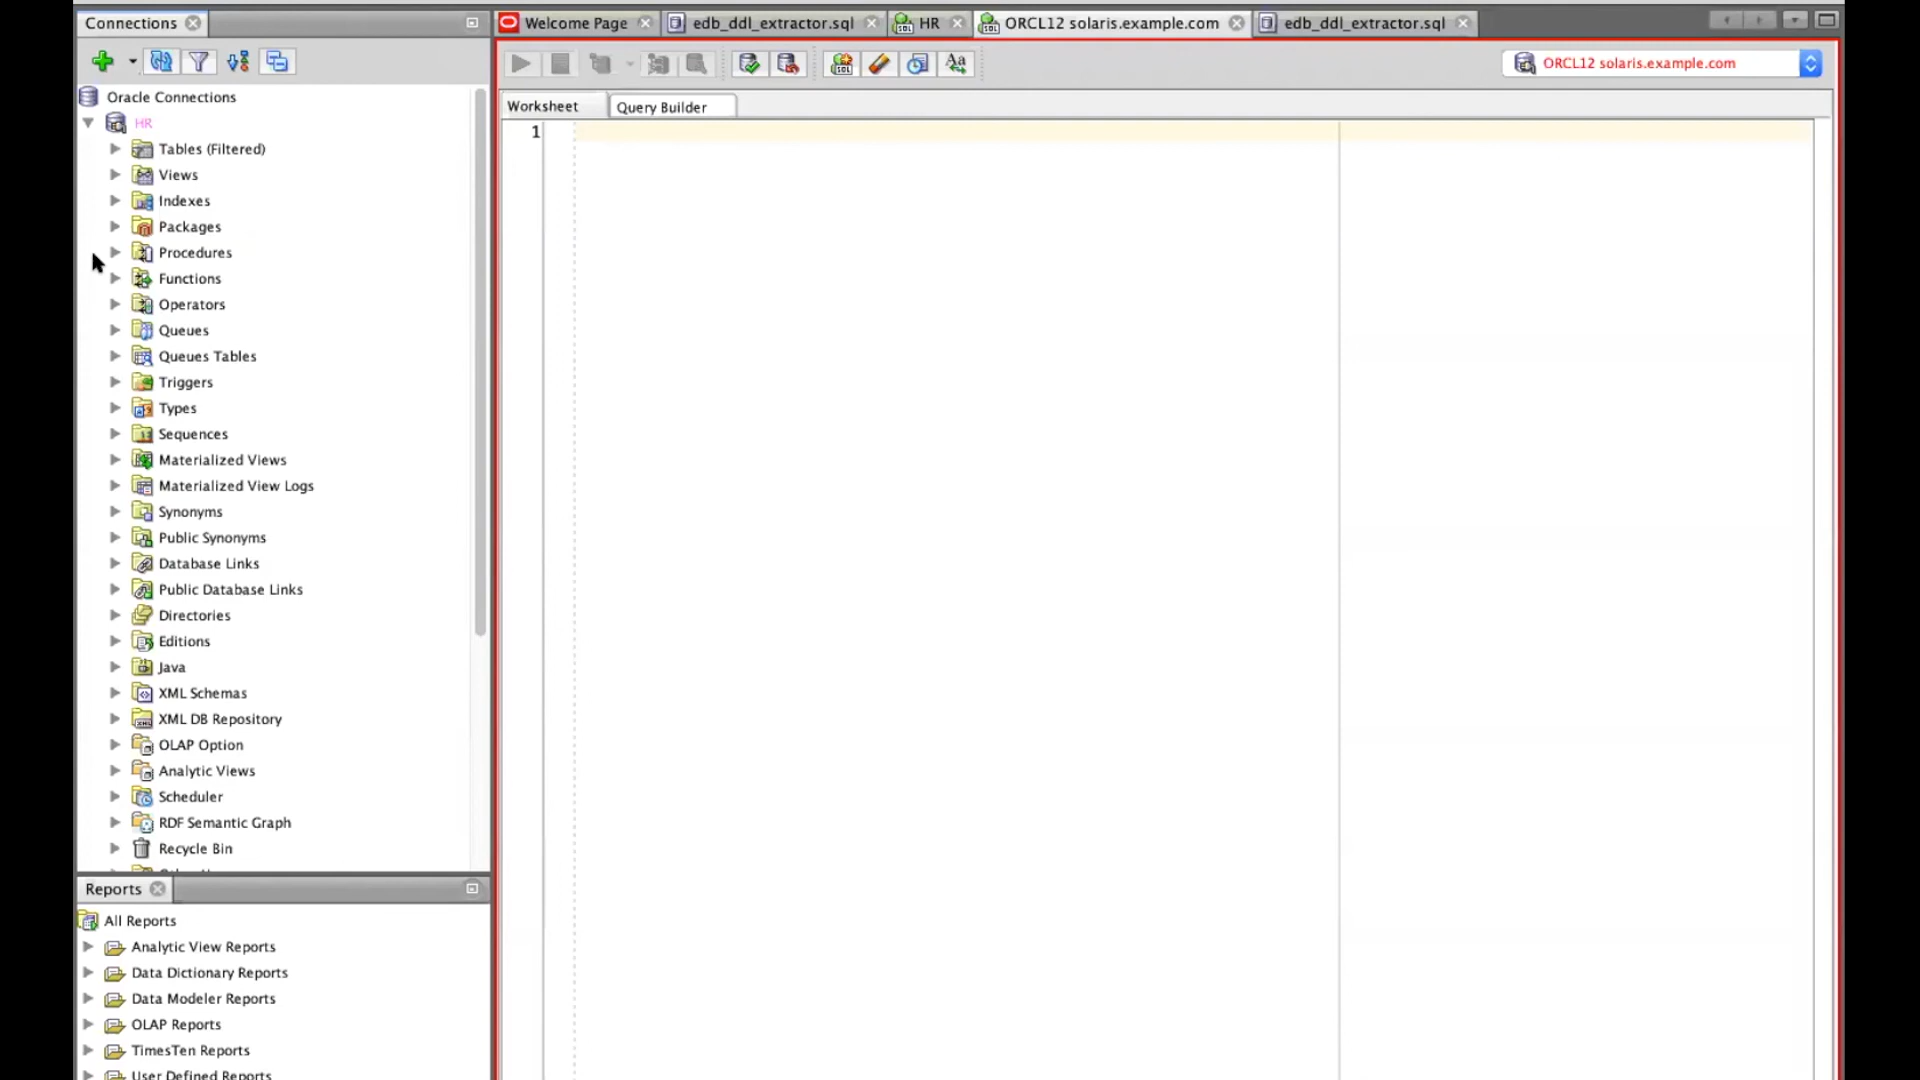 Connections
Welcome Page
edb_ddl_extractor.sql
HR
ORCL12 solaris.example.com
edb_ddl_extractor.sql
SQL
Aa
ORCL12 solaris.example.com
Worksheet
Query Builder
1
Oracle Connections
HR
Tables (Filtered)
Views
Indexes
Packages
Procedures
Functions
Operators
Queues
Queues Tables
Triggers
Types
Sequences
Materialized Views
Materialized View Logs
Synonyms
Public Synonyms
Database Links
Public Database Links
Directories
Editions
Java
XML Schemas
XML DB Repository
OLAP Option
Analytic Views
Scheduler
RDF Semantic Graph
Recycle Bin
Reports
All Reports
Analytic View Reports
Data Dictionary Reports
Data Modeler Reports
OLAP Reports
TimesTen Reports
User Defined Reports